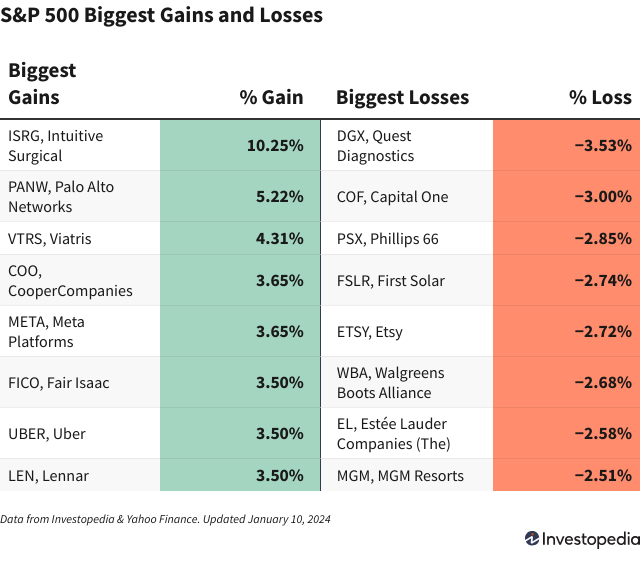 S&P 500 Biggest Gains and Losses
Biggest
Gains
% Gain
Biggest Losses
% Loss
ISRG, Intuitive
Surgical
10.25%
DGX, Quest
Diagnostics
−3.53%
PANW, Palo Alto
Networks
5.22%
COF, Capital One
−3.00%
VTRS, Viatris
4.31%
PSX, Phillips 66
−2.85%
COO,
CooperCompanies
3.65%
FSLR, First Solar
−2.74%
META, Meta
Platforms
3.65%
ETSY, Etsy
−2.72%
FICO, Fair Isaac
3.50%
WBA, Walgreens
Boots Alliance
−2.68%
UBER, Uber
3.50%
EL, Estée Lauder
Companies (The)
−2.58%
LEN, Lennar
3.50%
MGM, MGM Resorts
−2.51%
Data from Investopedia & Yahoo Finance. Updated January 10, 2024
Investopedia